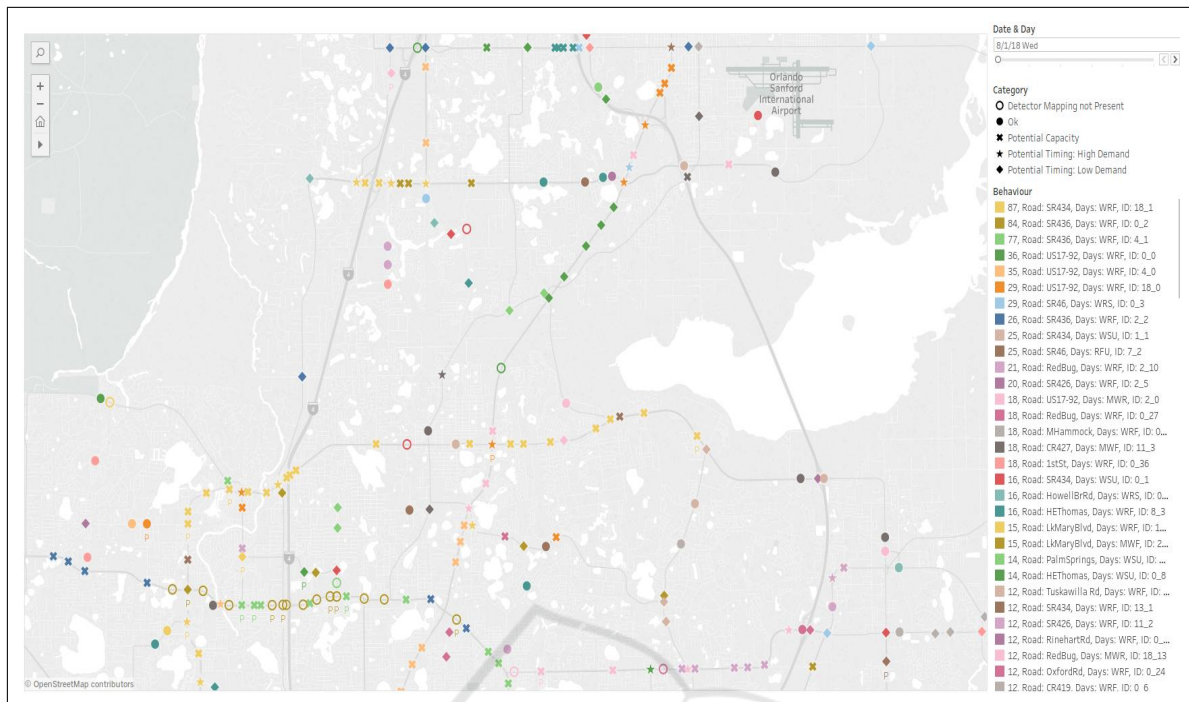 Date & Day
8/1/18 Wed
Orlando
Sanford
International
Airport
Category
Detector Mapping not Present
Ok
Potential Capacity
Potential Timing: High Demand
Potential Timing: Low Demand
Behaviour
87, Road: SR434, Days: WRF, ID: 18_1
84, Road: SR436, Days: WRF, ID: 0_2
77, Road: SR436, Days: WRF, ID: 4_1
36, Road: US17-92, Days: WRF, ID: 0_0
35, Road: US17-92, Days: WRF, ID: 4_0
29, Road: US17-92, Days: WRF, ID: 18_0
29, Road: SR46, Days: WRS, ID: 0_3
26, Road: SR436, Days: WRF, ID: 2_2
25, Road: SR434, Days: WSU, ID: 1_1
25, Road: SR46, Days: RFU, ID: 7_2
21, Road: RedBug, Days: WRF, ID: 2_10
20, Road: SR426, Days: WRF, ID: 2_5
18, Road: US17-92, Days: MWR, ID: 2_0
18, Road: RedBug, Days: WRF, ID: 0_27
18, Road: MHammock, Days: WRF, ID: 0...
18, Road: CR427, Days: MWF, ID: 11_3
18, Road: 1stSt, Days: WRF, ID: 0_36
16, Road: SR434, Days: WSU, ID: 0_1
16, Road: HowellBrRd, Days: WRS, ID: 0...
16, Road: HEThomas, Days: WRF, ID: 8_3
15, Road: LkMaryBlvd, Days: WRF, ID: 1...
15, Road: LkMaryBlvd, Days: MWF, ID: 2...
14, Road: PalmSprings, Days: WSU, ID: ...
14, Road: HEThomas, Days: WSU, ID: 0_8
12, Road: Tuskawilla Rd, Days: WRF, ID: ...
12, Road: SR434, Days: WRF, ID: 13_1
12, Road: SR426, Days: WRF, ID: 11_2
12, Road: RinehartRd, Days: WRF, ID: 0_...
12, Road: RedBug, Days: MWR, ID: 18_13
12, Road: OxfordRd, Days: WRF, ID: 0_24
12, Road: CR419, Days: WRF, ID: 0_6
© OpenStreetMap contributors